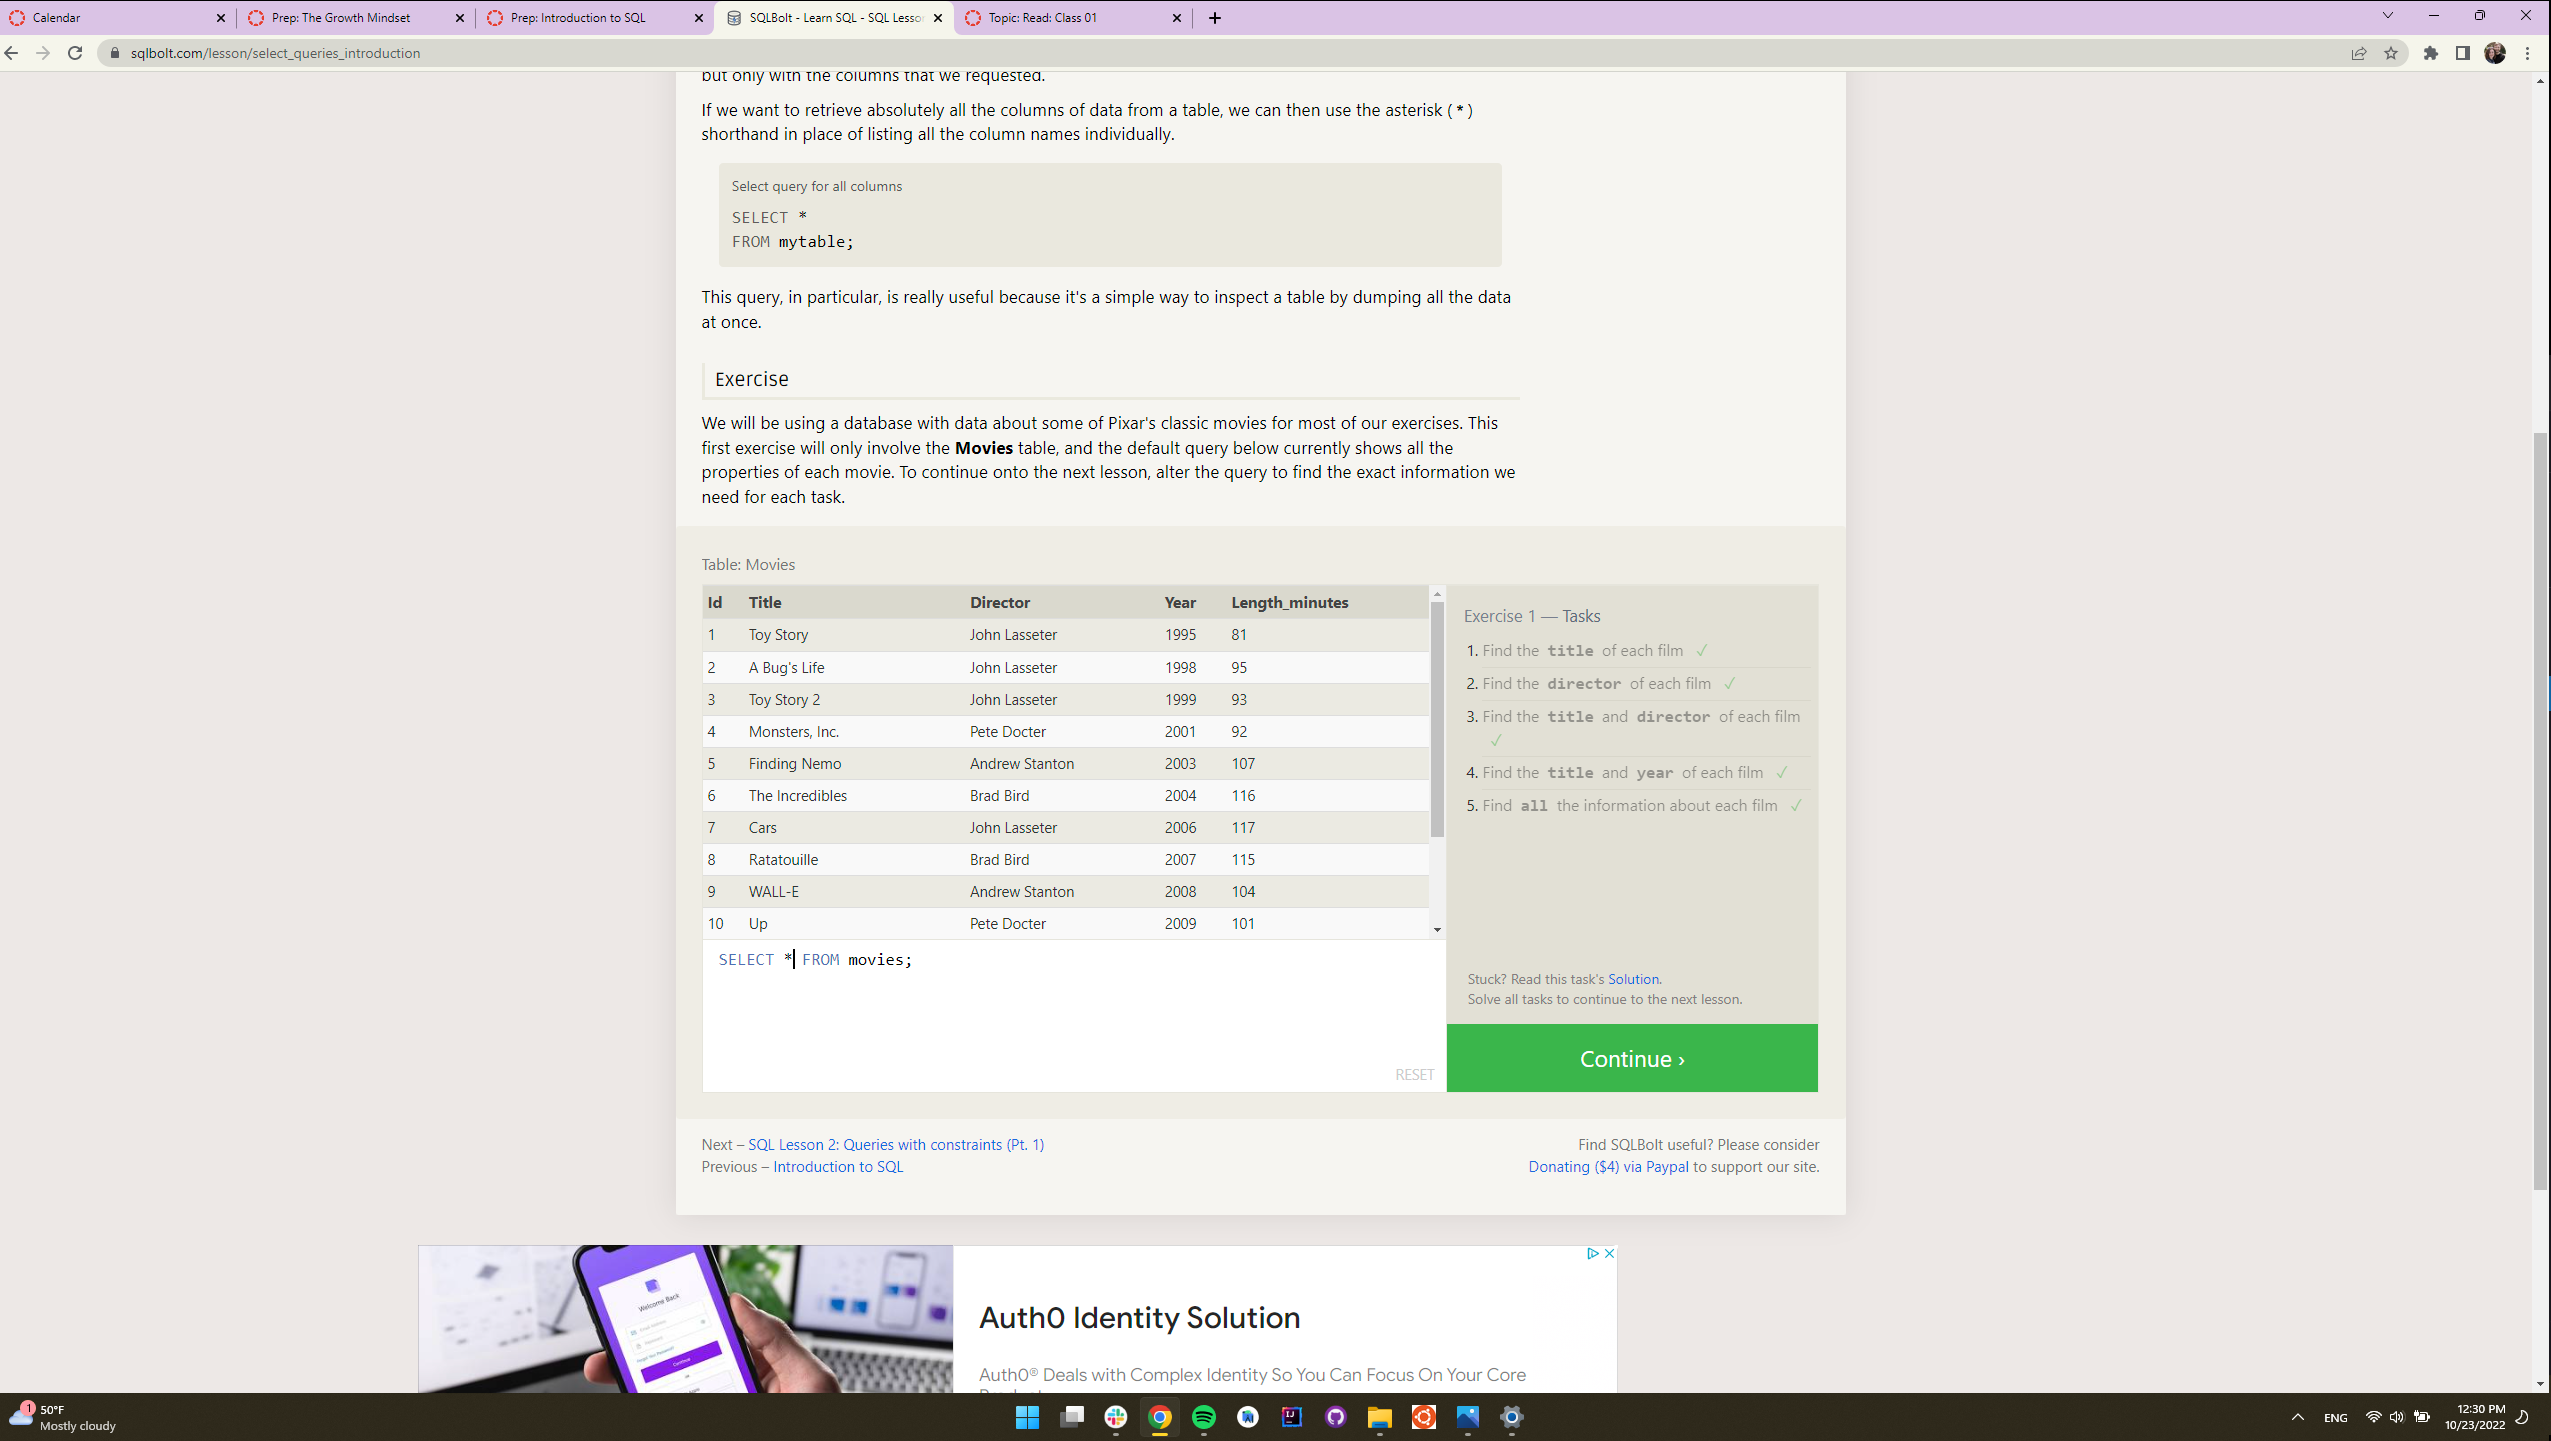 Calendar
Prep: The Growth Mindset
Prep: Introduction to SQL
SQLBolt - Learn SQL - SQL Lesso
Topic: Read: Class 01
sqlbolt.com/lesson/select_queries_introduction
but only with the columns that we requested.
If we want to retrieve absolutely all the columns of data from a table, we can then use the asterisk (*)
shorthand in place of listing all the column names individually.
Select query for all columns
SELECT *
FROM mytable;
This query, in particular, is really useful because it's a simple way to inspect a table by dumping all the data
at once.
Exercise
We will be using a database with data about some of Pixar's classic movies for most of our exercises. This
first exercise will only involve the Movies table, and the default query below currently shows all the
properties of each movie. To continue onto the next lesson, alter the query to find the exact information we
need for each task.
Table: Movies
Id Title Director Year Length_minutes
1 Toy Story John Lasseter 1995 81
2 A Bug's Life John Lasseter 1998 95
3 Toy Story 2 John Lasseter 1999 93
4 Monsters, Inc. Pete Docter 2001 92
5 Finding Nemo Andrew Stanton 2003 107
6 The Incredibles Brad Bird 2004 116
7 Cars John Lasseter 2006 117
8 Ratatouille Brad Bird 2007 115
9 WALL-E Andrew Stanton 2008 104
10 Up Pete Docter 2009 101
SELECT * FROM movies;
RESET
Exercise 1 — Tasks
1. Find the title of each film ✓
2. Find the director of each film ✓
3. Find the title and director of each film
✓
4. Find the title and year of each film ✓
5. Find all the information about each film ✓
Stuck? Read this task's Solution.
Solve all tasks to continue to the next lesson.
Continue ›
Next – SQL Lesson 2: Queries with constraints (Pt. 1)
Previous – Introduction to SQL
Find SQLBolt useful? Please consider
Donating ($4) via Paypal to support our site.
Welcome Back
Auth0 Identity Solution
Auth0® Deals with Complex Identity So You Can Focus On Your Core
1
50°F
Mostly cloudy
ENG
12:30 PM
10/23/2022